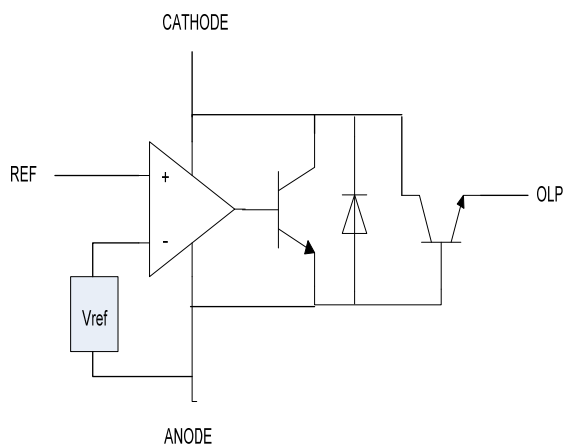 CATHODE
REF
+
-
OLP
Vref
ANODE